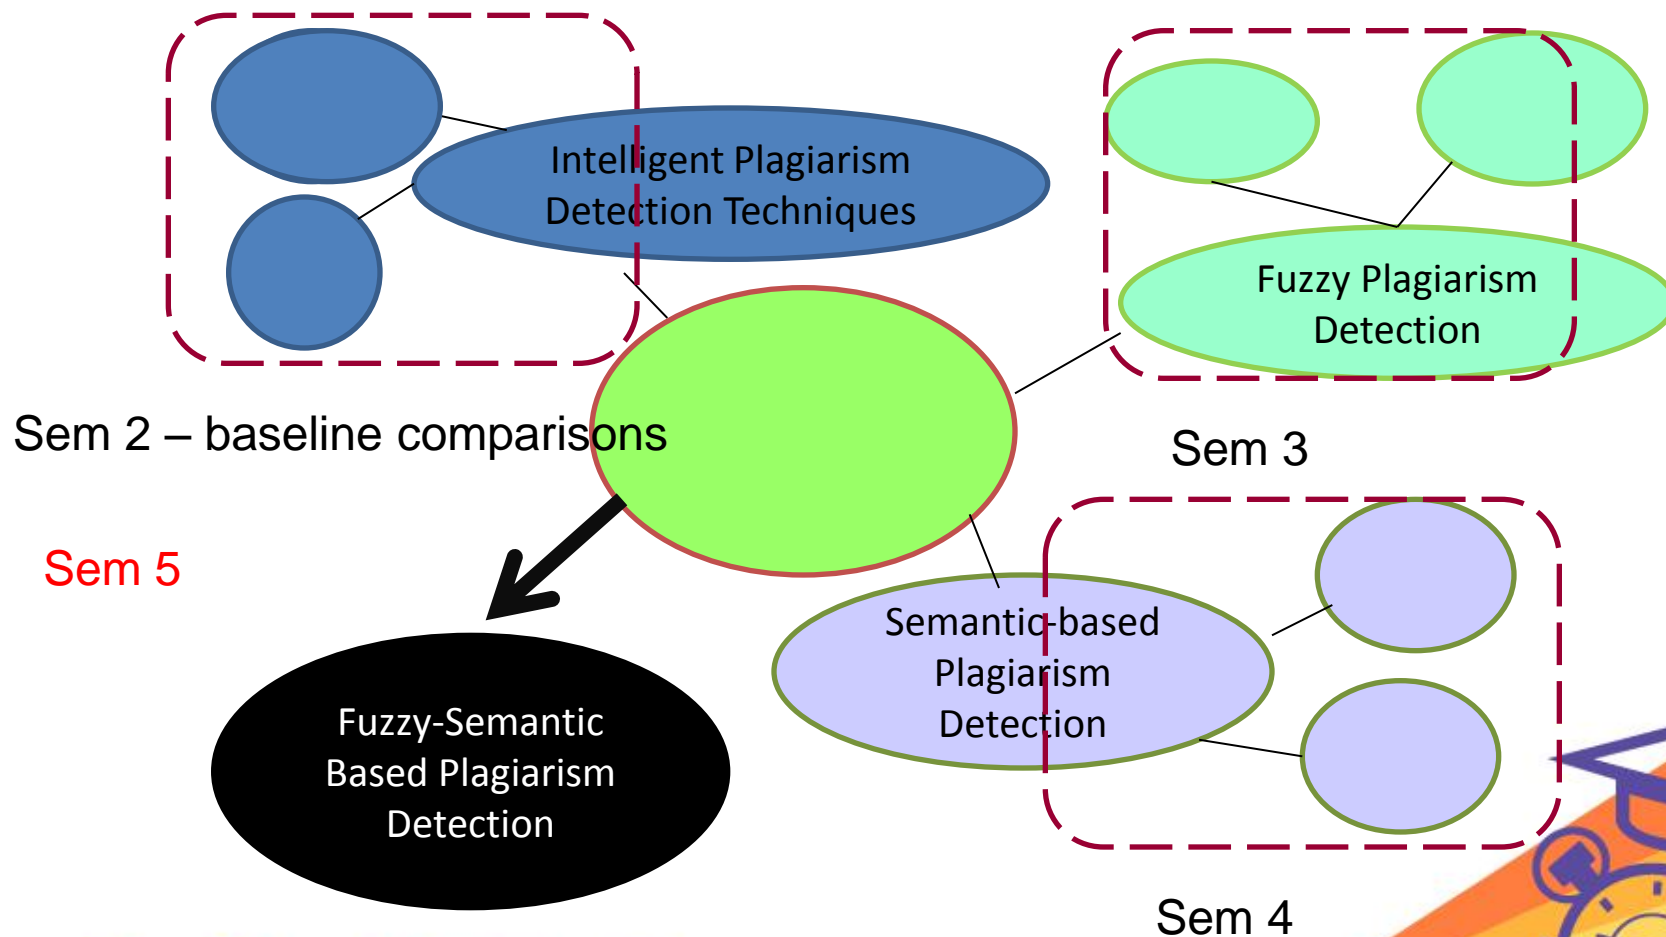 Intelligent Plagiarism
Detection Techniques
Fuzzy Plagiarism
Detection
Sem 2 – baseline comparisons
Sem 3
Sem 5
Semantic-based
Plagiarism
Detection
Fuzzy-Semantic
Based Plagiarism
Detection
Sem 4